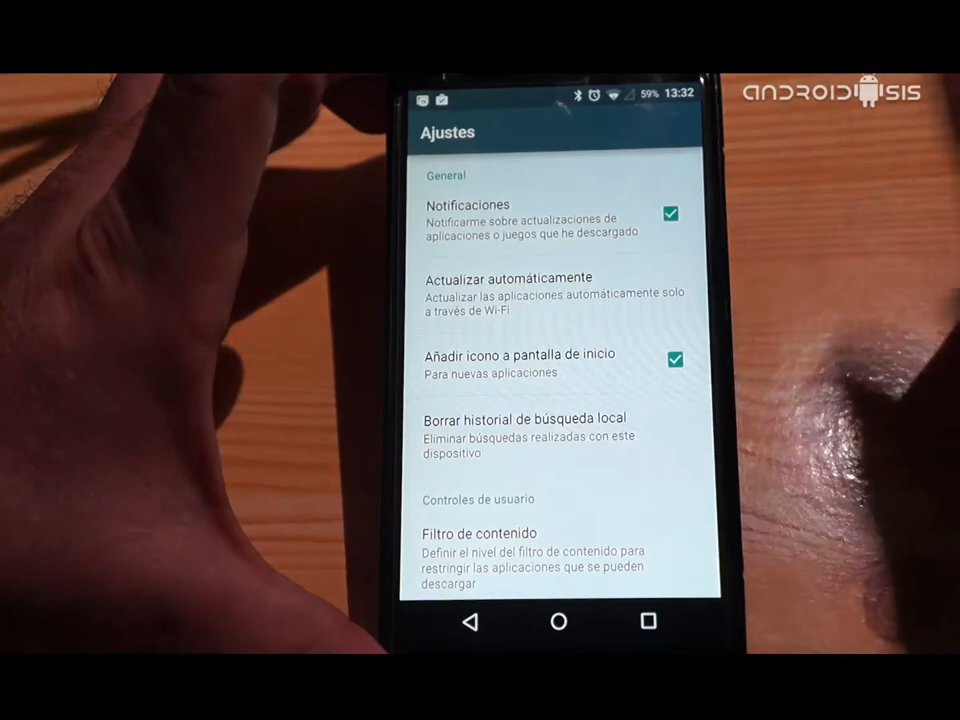 ANDROIDSIS
59% 13:32
Ajustes
General
Notificaciones
Notificarme sobre actualizaciones de
aplicaciones o juegos que he descargado
Actualizar automáticamente
Actualizar las aplicaciones automáticamente solo
a través de Wi-Fi
Añadir icono a pantalla de inicio
Para nuevas aplicaciones
Borrar historial de búsqueda local
Eliminar búsquedas realizadas con este
dispositivo
Controles de usuario
Filtro de contenido
Definir el nivel del filtro de contenido para
restringir las aplicaciones que se pueden
descargar